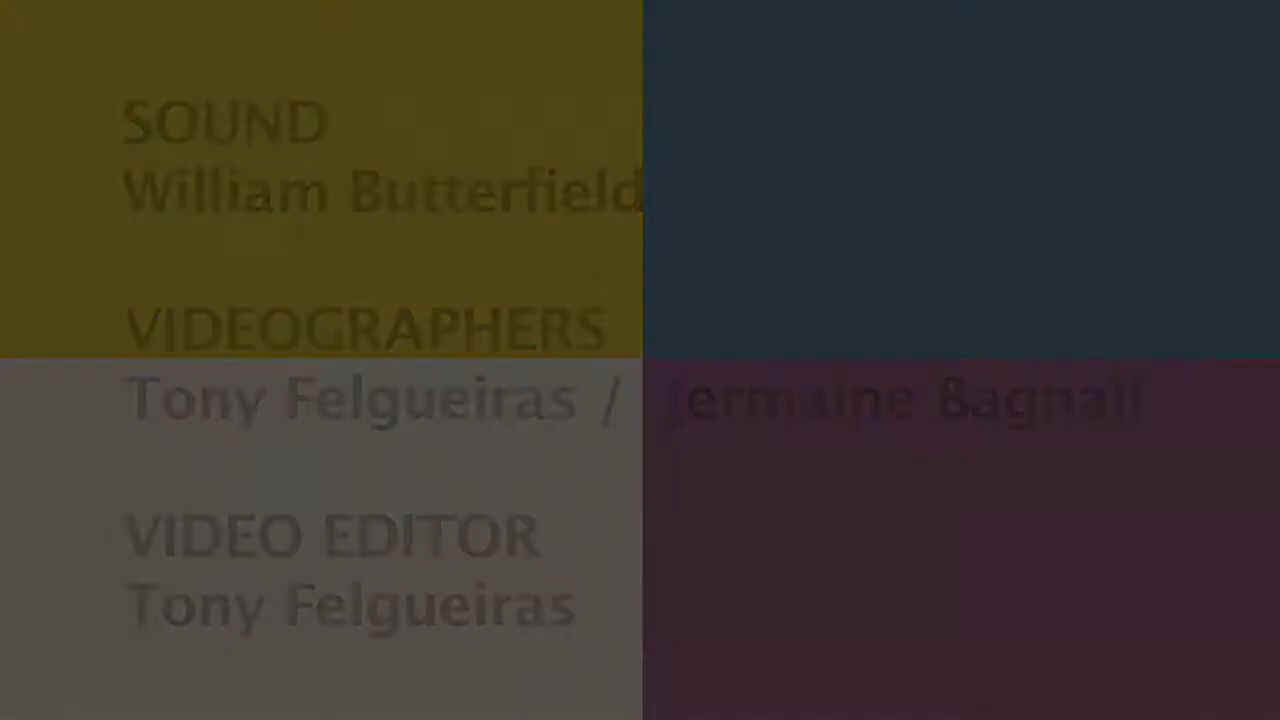 SOUND
William Butterfield
VIDEOGRAPHERS
Tony Felgueiras / Jermaine Bagnall
VIDEO EDITOR
Tony Felgueiras